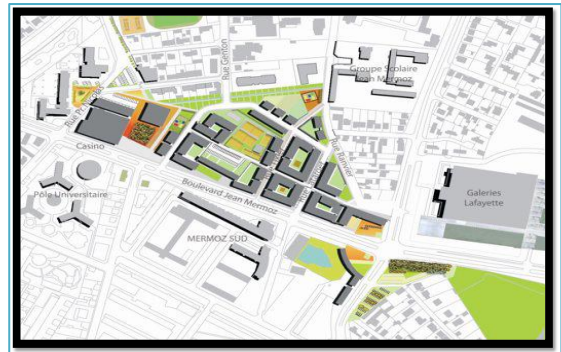 Rue Genton
Groupe Scolaire
Jean Mermoz
Casino
Pôle Universitaire
Boulevard Jean Mermoz
MERMOZ SUD
Galeries
Lafayette